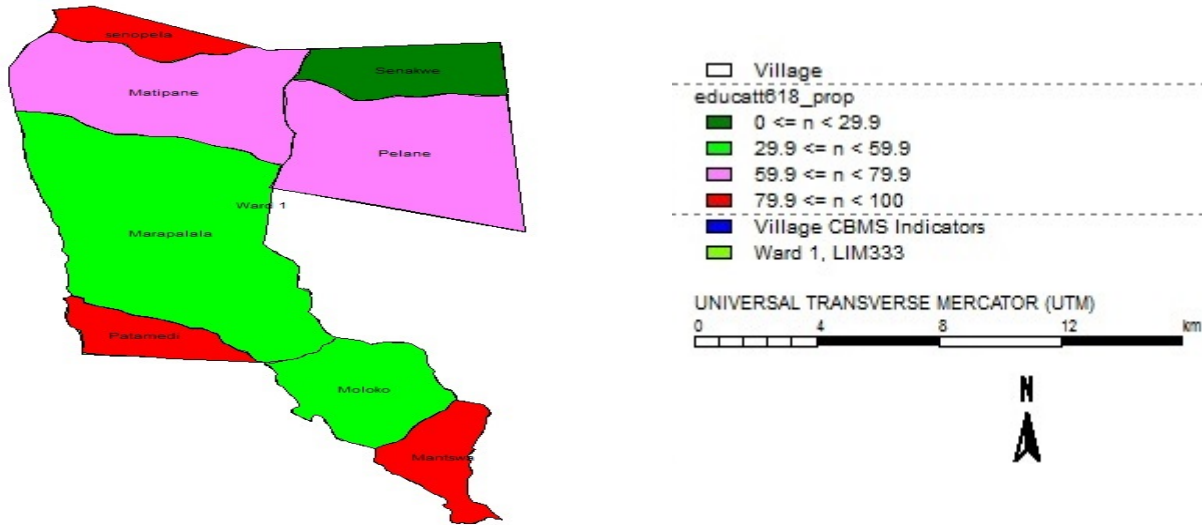 senopela
Matipane
Senakwe
Pelane
Ward 1
Marapalala
Patamedi
Moloko
Mantswa
Village
educatt618_prop
0 <= n < 29.9
29.9 <= n < 59.9
59.9 <= n < 79.9
79.9 <= n < 100
Village CBMS Indicators
Ward 1, LIM333
UNIVERSAL TRANSVERSE MERCATOR (UTM)
0 4 8 12 km
N